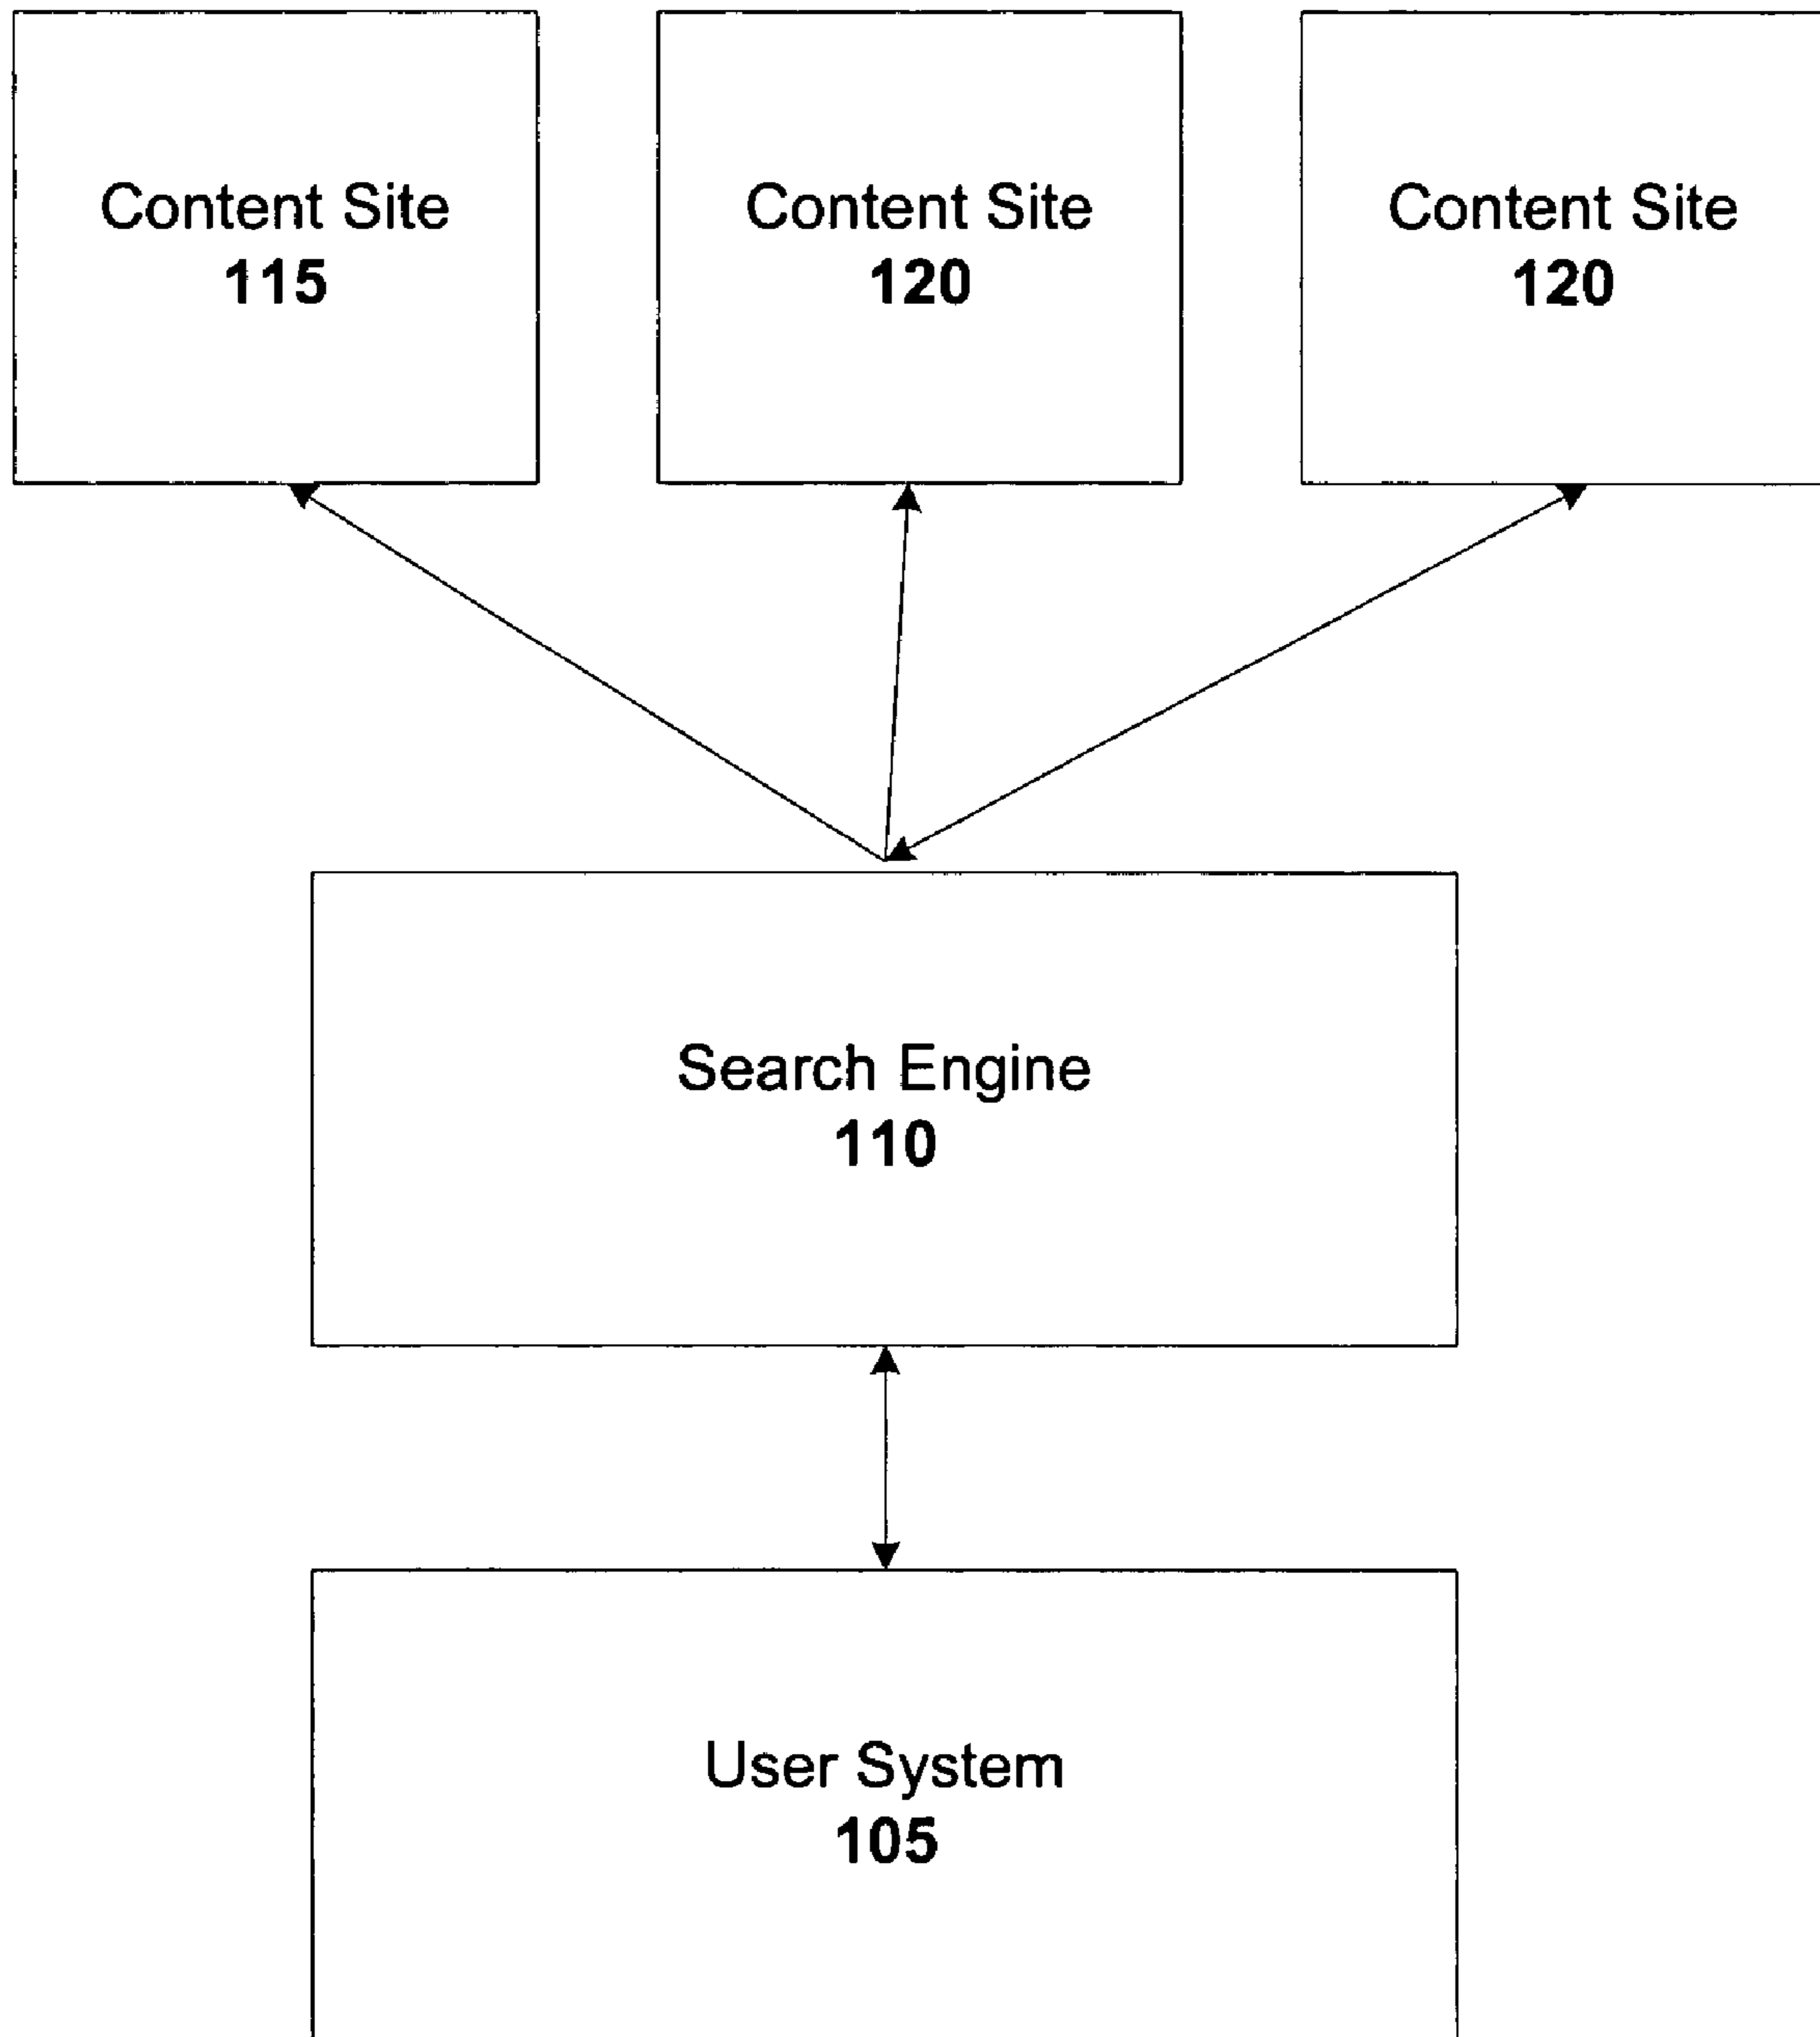 Content Site
115
Content Site
120
Content Site
120
Search Engine
110
User System
105